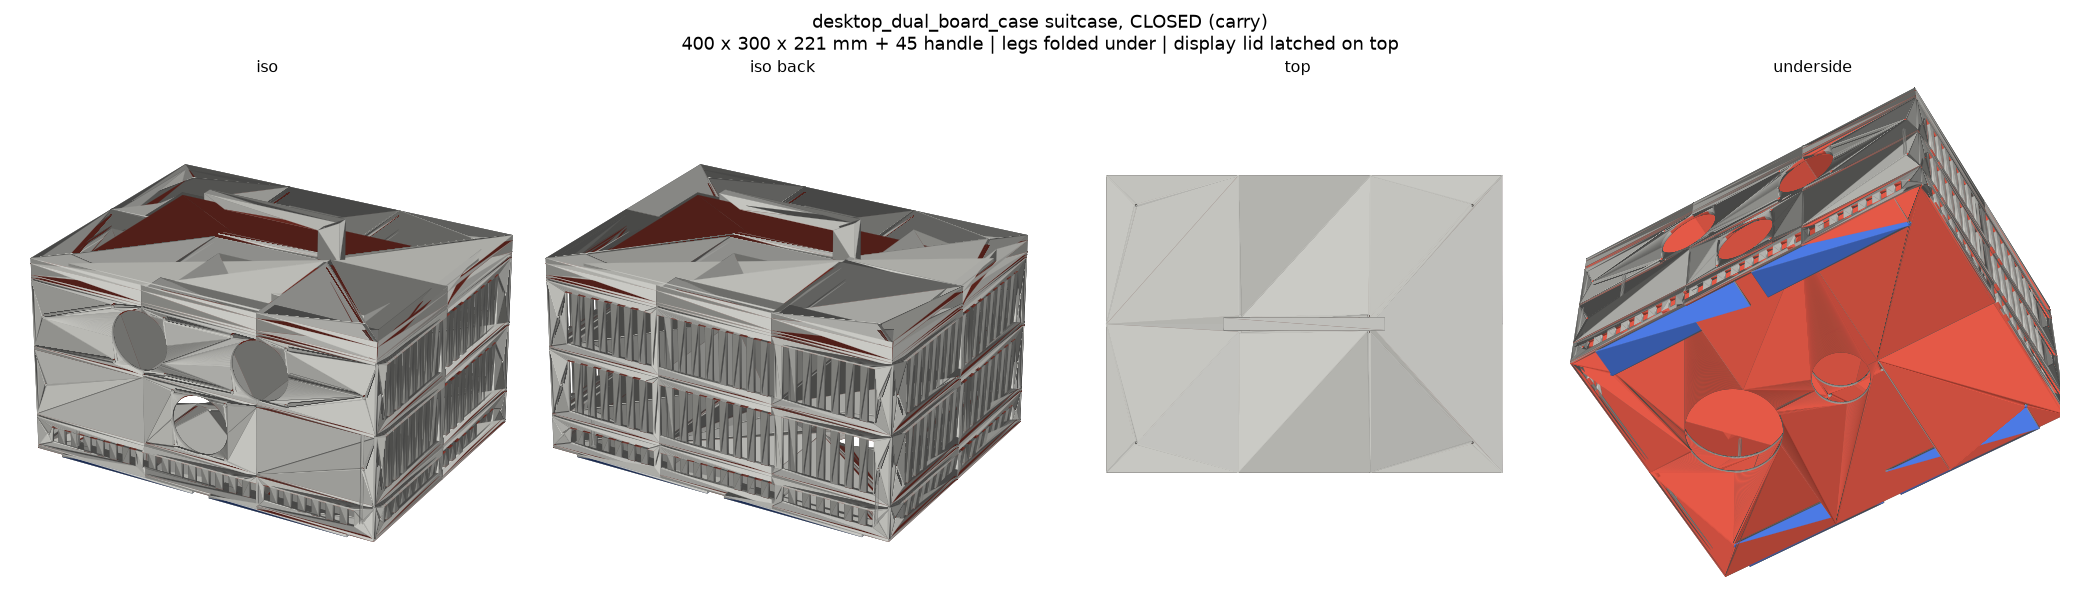 desktop_dual_board_case suitcase, CLOSED (carry)
400 x 300 x 221 mm + 45 handle | legs folded under | display lid latched on top
iso
iso back
top
underside